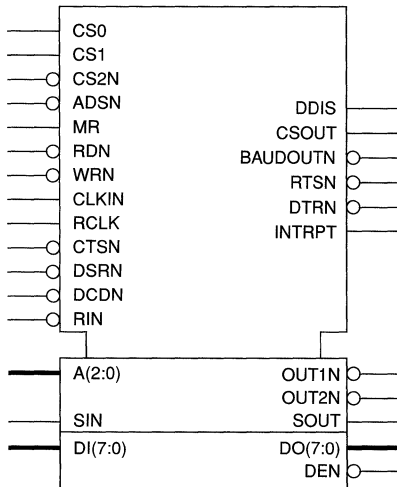 CS0
CS1
CS2N
ADSN
MR
RDN
WRN
CLKIN
RCLK
CTSN
DSRN
DCDN
RIN
DDIS
CSOUT
BAUDOUTN
RTSN
DTRN
INTRPT
A(2:0)
SIN
DI(7:0)
OUT1N
OUT2N
SOUT
DO(7:0)
DEN